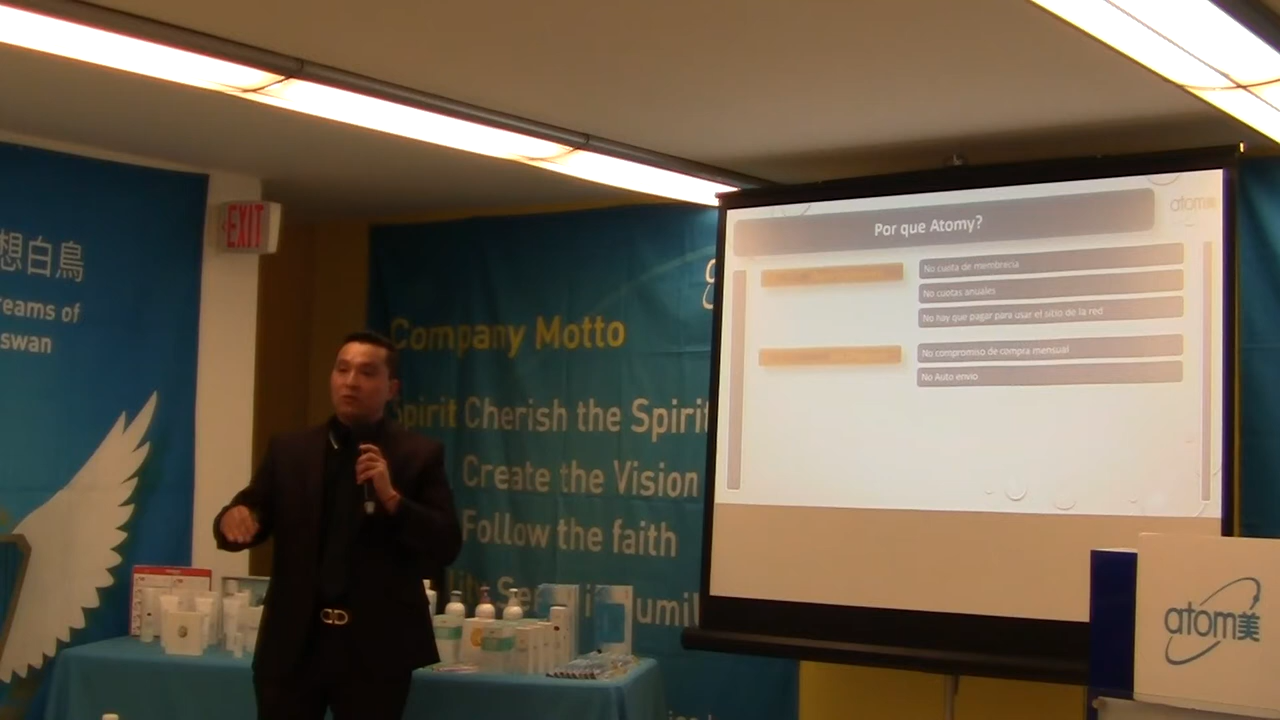 想白鳥
reams of
swan
EXIT
Company Motto
Spirit Cherish the Spirit
Create the Vision
Follow the faith
Por que Atomy?
No cuota de membrecia
No cuotas anuales
No hay que pagar para usar el sitio de la red
No compromiso de compra mensual
No Auto envio
atom美